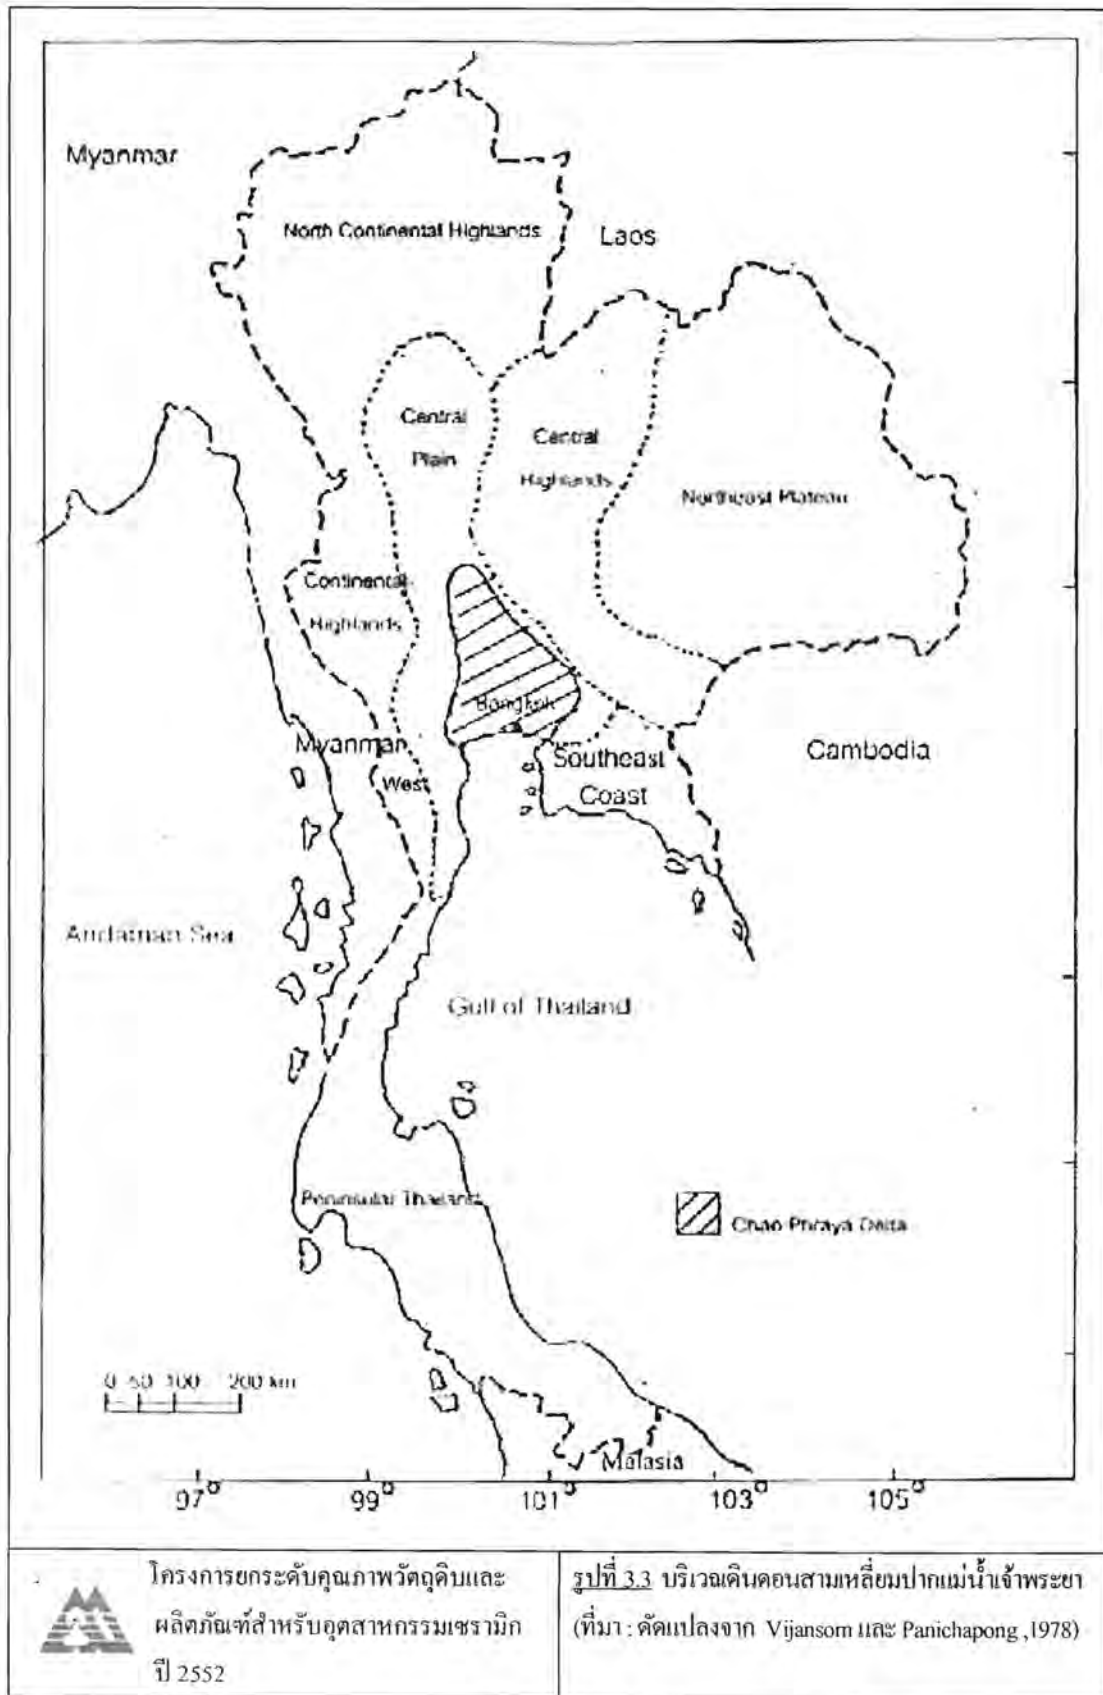 Myanmar
North Continental Highlands
Laos
Central
Plain
Central
Highlands
Northeast Plateau
Continental
Highlands
Bangkok
Myanmar
West
Southeast
Coast
Cambodia
Andaman Sea
Gulf of Thailand
Peninsular Thailand
Chao Phraya Delta
0 50 100 200 km
Malasia
97° 99° 101° 103° 105°
โครงการยกระดับคุณภาพวัตถุดิบและ
ผลิตภัณฑ์สำหรับอุตสาหกรรมเซรามิก
ปี 2552
รูปที่ 3.3 บริเวณดินดอนสามเหลี่ยมปากแม่น้ำเจ้าพระยา
(ที่มา : ดัดแปลงจาก Vijansorn และ Panichapong ,1978)